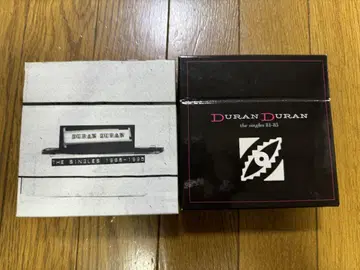 DURAN DURAN
THE SINGLES 1986-1995
DURAN DURAN
the singles 81-85